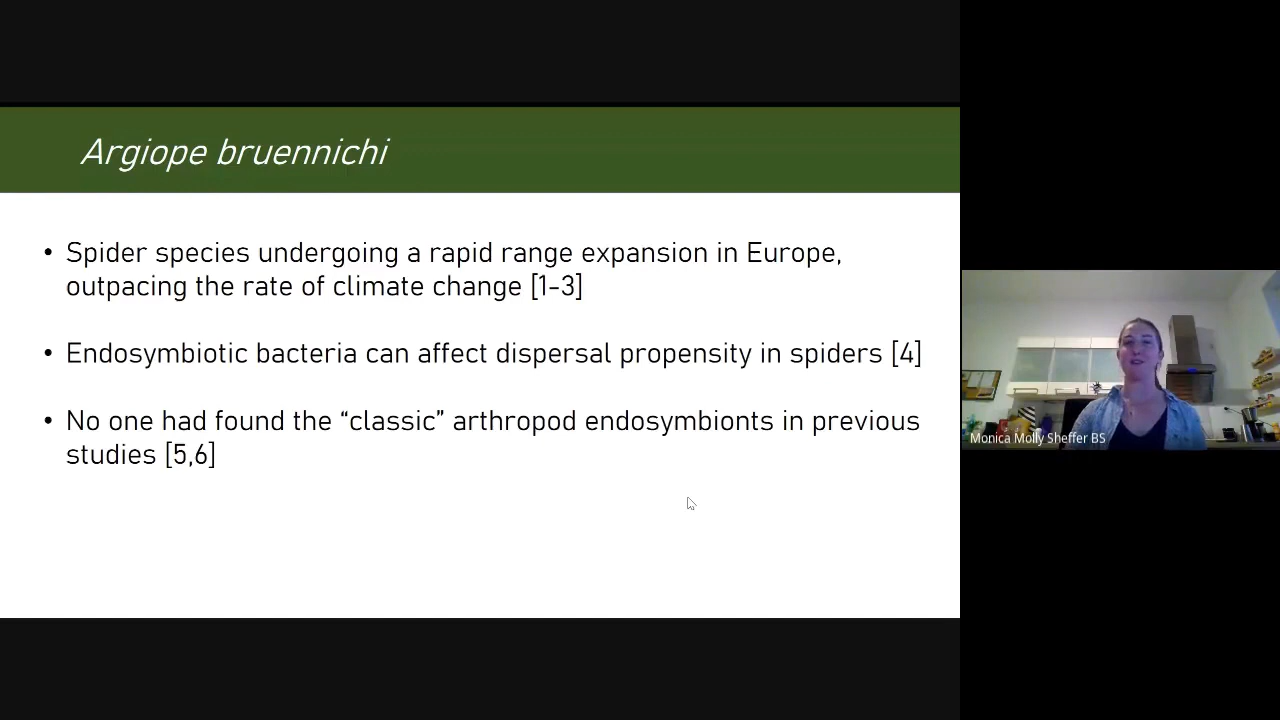 Argiope bruennichi
• Spider species undergoing a rapid range expansion in Europe,
outpacing the rate of climate change [1-3]
• Endosymbiotic bacteria can affect dispersal propensity in spiders [4]
• No one had found the “classic” arthropod endosymbionts in previous
studies [5,6]
Monica Molly Sheffer BS